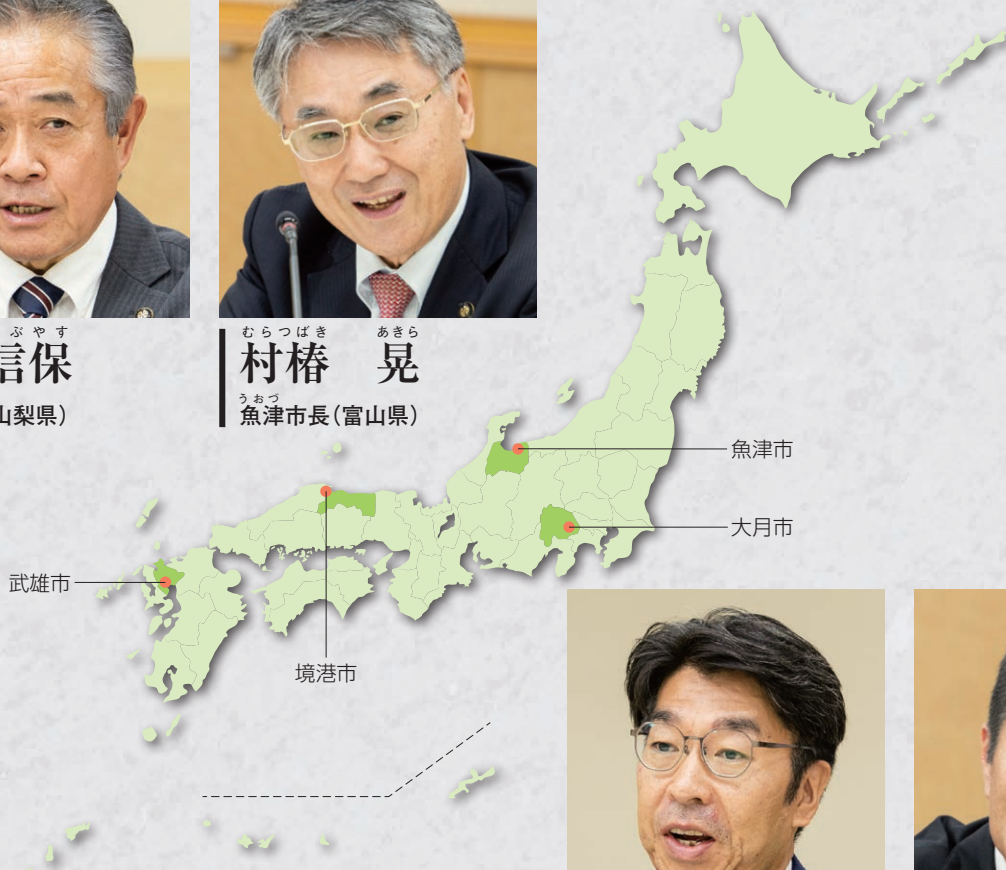 ぶやす
信保
山梨県）
むらつばき　あきら
村椿　晃
うおづ
魚津市長（富山県）
魚津市
大月市
武雄市
境港市